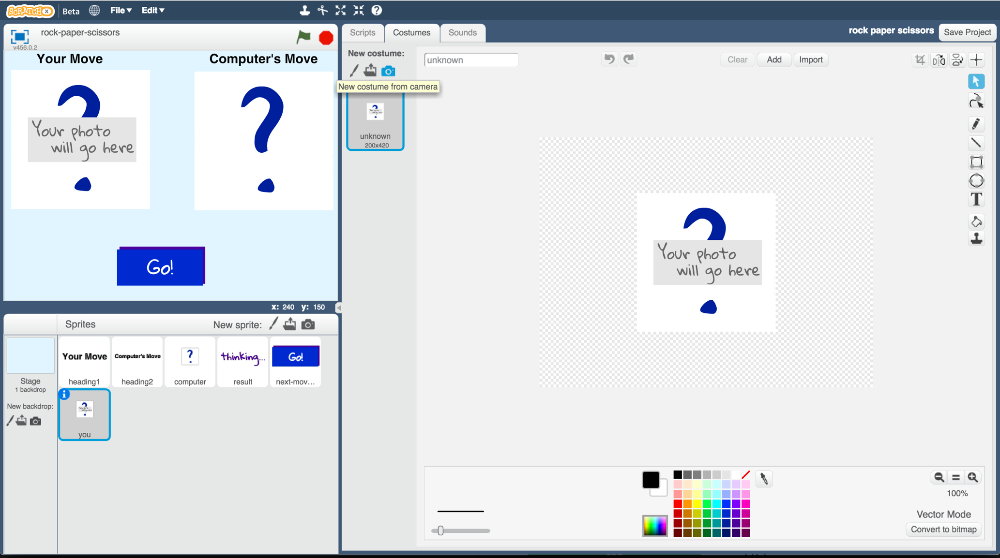 SCRATCHX
Beta
File▾
Edit▾
rock-paper-scissors
v456.0.2
Your Move
Computer's Move
Your photo
will go here
Go!
x: 240 y: 150
Sprites
New sprite:
Your Move
heading1
Computer's Move
heading2
?
computer
thinking...
result
Go!
next-mov...
Stage
1 backdrop
New backdrop:
you
Scripts
Costumes
Sounds
rock paper scissors
Save Project
New costume:
New costume from camera
unknown
200x420
unknown
Clear
Add
Import
Your photo
will go here
T
100%
Vector Mode
Convert to bitmap